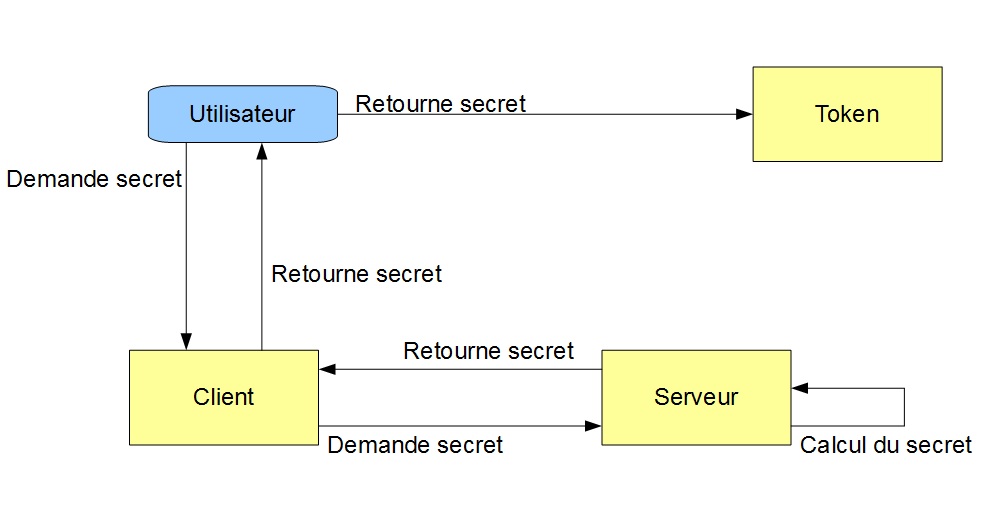 Retourne secret
Utilisateur
Token
Demande secret
Retourne secret
Retourne secret
Client
Serveur
Demande secret
Calcul du secret